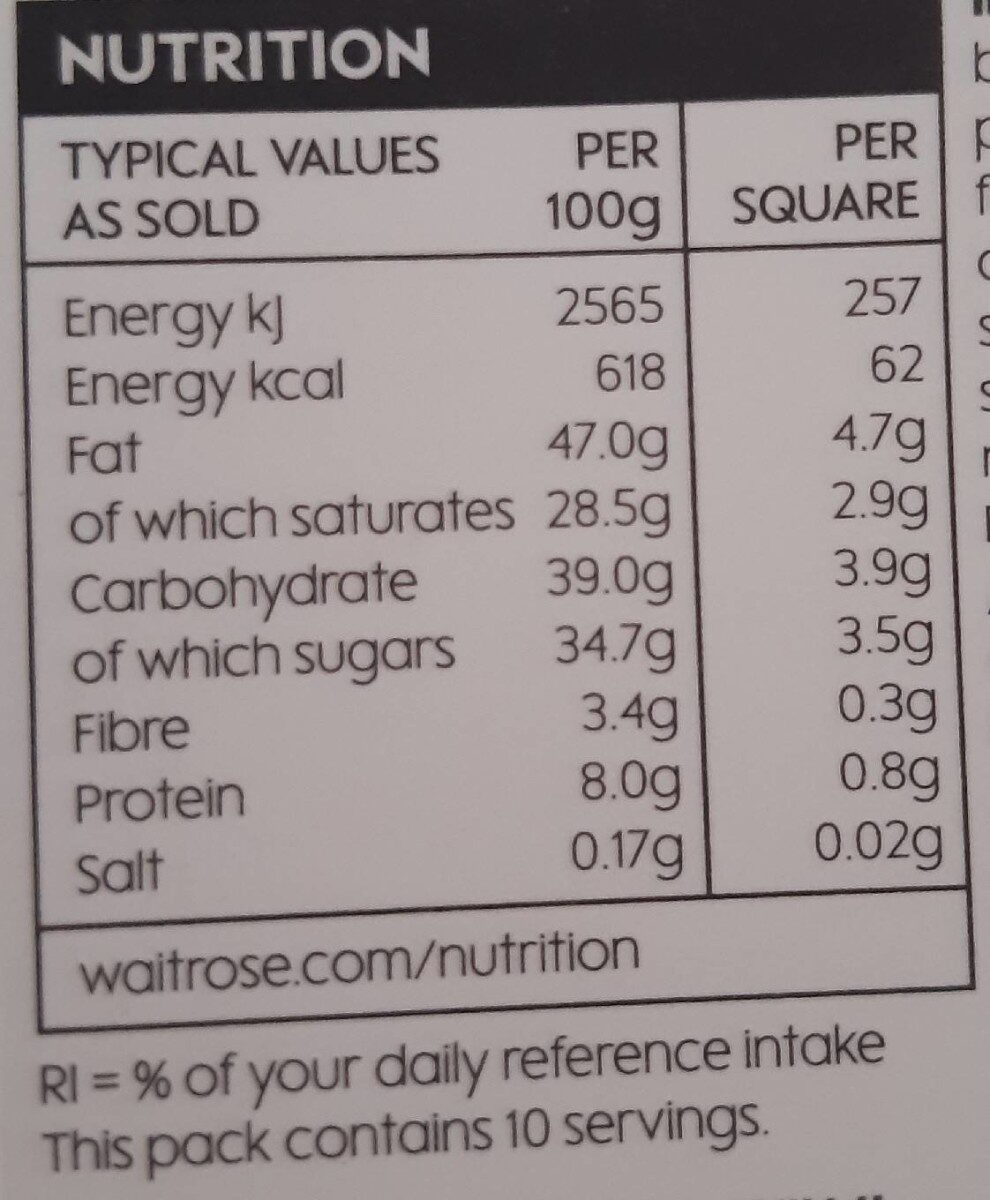 NUTRITION
TYPICAL VALUES AS SOLD PER 100g PER SQUARE
Energy kJ 2565 257
Energy kcal 618 62
Fat 47.0g 4.7g
of which saturates 28.5g 2.9g
Carbohydrate 39.0g 3.9g
of which sugars 34.7g 3.5g
Fibre 3.4g 0.3g
Protein 8.0g 0.8g
Salt 0.17g 0.02g
waitrose.com/nutrition
RI = % of your daily reference intake
This pack contains 10 servings.